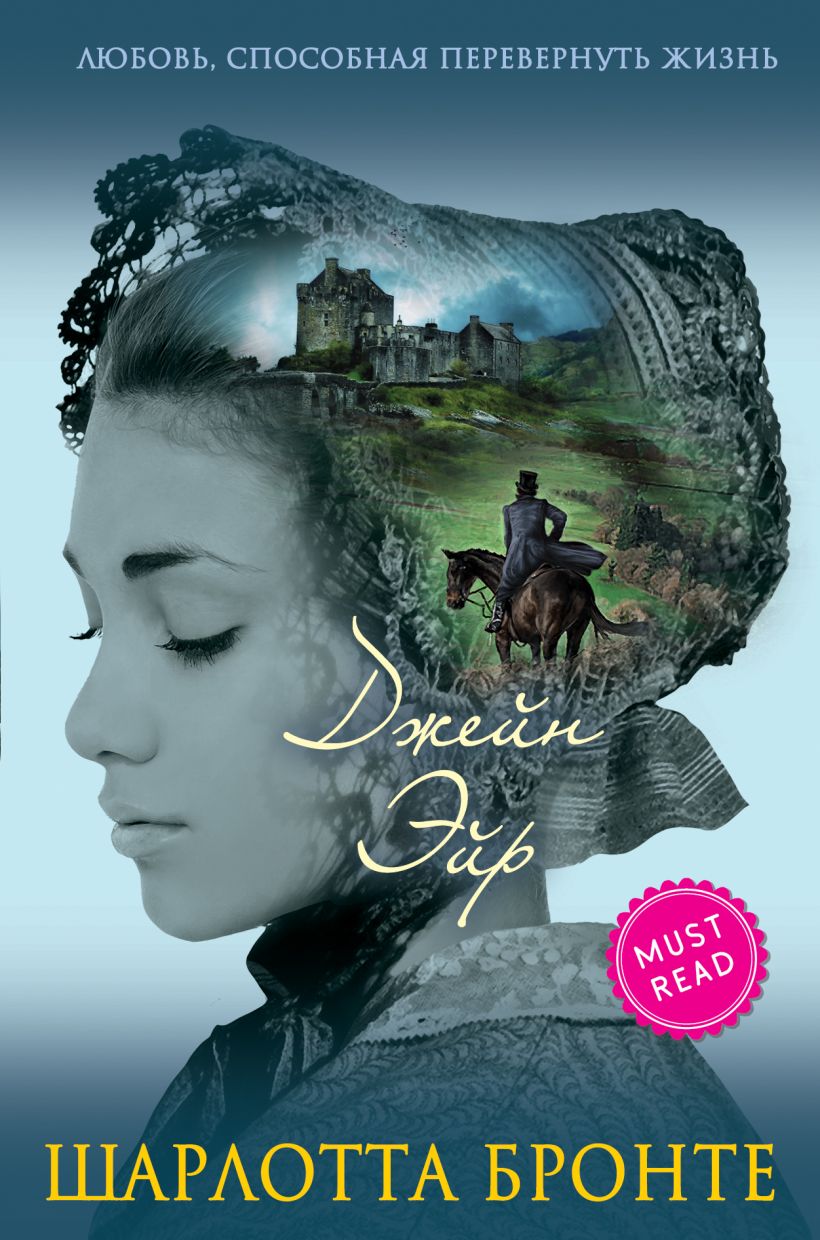 ЛЮБОВЬ, СПОСОБНАЯ ПЕРЕВЕРНУТЬ ЖИЗНЬ
Джейн
Эйр
MUST
READ
ШАРЛОТТА БРОНТЕ